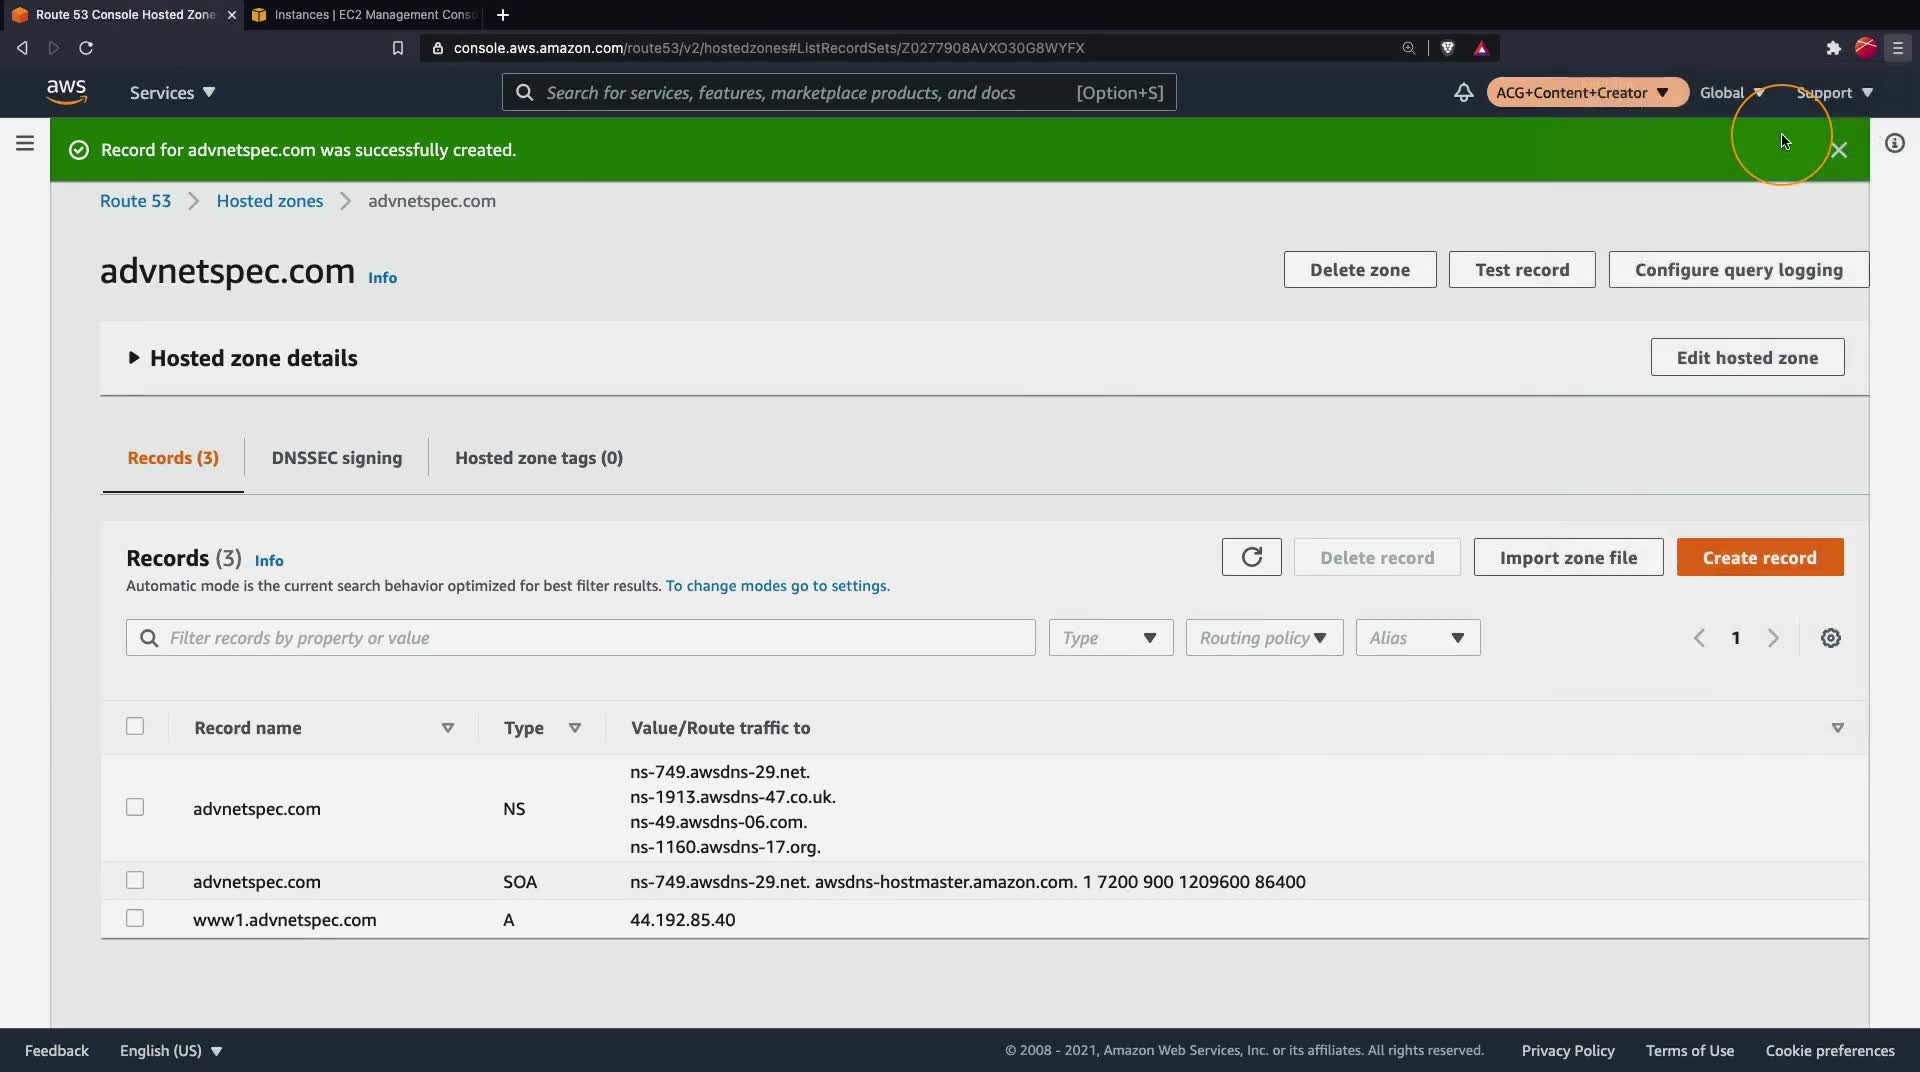 Route 53 Console Hosted Zone
Instances | EC2 Management Conso
console.aws.amazon.com/route53/v2/hostedzones#ListRecordSets/Z0277908AVXO30G8WYFX
aws
Services
Search for services, features, marketplace products, and docs
[Option+S]
ACG+Content+Creator
Global
Support
Record for advnetspec.com was successfully created.
Route 53
Hosted zones
advnetspec.com
advnetspec.com
Info
Delete zone
Test record
Configure query logging
Hosted zone details
Edit hosted zone
Records (3)
DNSSEC signing
Hosted zone tags (0)
Records (3) Info
Delete record
Import zone file
Create record
Automatic mode is the current search behavior optimized for best filter results. To change modes go to settings.
Filter records by property or value
Type
Routing policy
Alias
1
Record name
Type
Value/Route traffic to
advnetspec.com
NS
ns-749.awsdns-29.net.
ns-1913.awsdns-47.co.uk.
ns-49.awsdns-06.com.
ns-1160.awsdns-17.org.
advnetspec.com
SOA
ns-749.awsdns-29.net. awsdns-hostmaster.amazon.com. 1 7200 900 1209600 86400
www1.advnetspec.com
A
44.192.85.40
Feedback
English (US)
© 2008 - 2021, Amazon Web Services, Inc. or its affiliates. All rights reserved.
Privacy Policy
Terms of Use
Cookie preferences